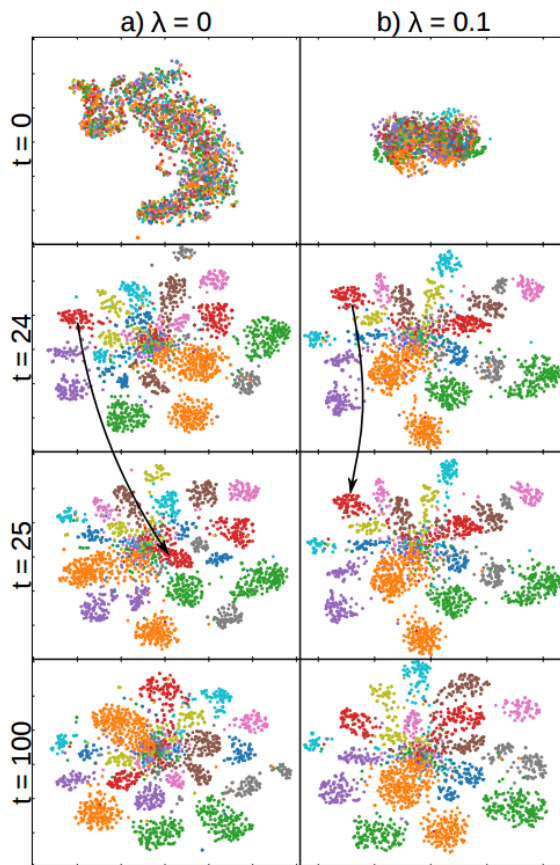 a) λ = 0
b) λ = 0.1
t = 0
t = 24
t = 25
t = 100